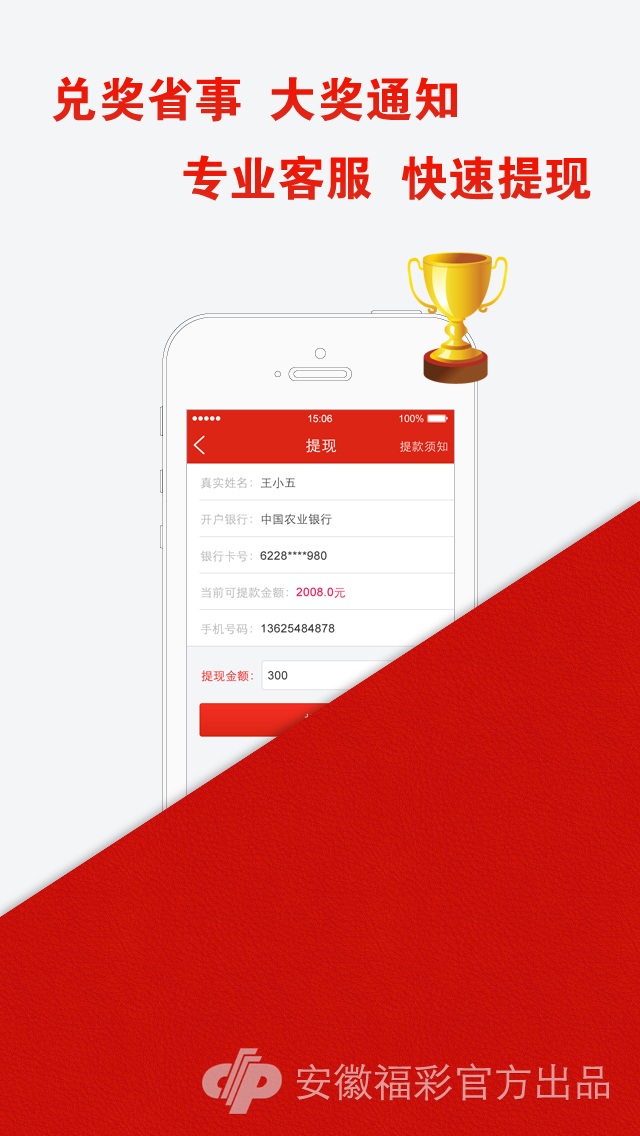 兑奖省事 大奖通知
专业客服 快速提现
15:06 100%
提现 提款须知
真实姓名: 王小五
开户银行: 中国农业银行
银行卡号: 6228****980
当前可提款金额: 2008.0元
手机号码: 13625484878
提现金额: 300
安徽福彩官方出品